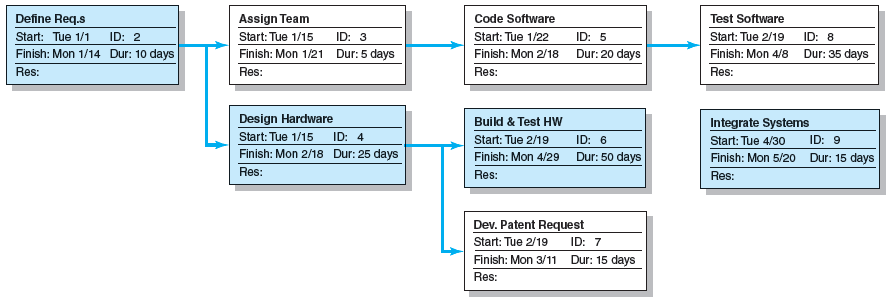 Define Req.s
Start: Tue 1/1 ID: 2
Finish: Mon 1/14 Dur: 10 days
Res:
Assign Team
Start: Tue 1/15 ID: 3
Finish: Mon 1/21 Dur: 5 days
Res:
Code Software
Start: Tue 1/22 ID: 5
Finish: Mon 2/18 Dur: 20 days
Res:
Test Software
Start: Tue 2/19 ID: 8
Finish: Mon 4/8 Dur: 35 days
Res:
Design Hardware
Start: Tue 1/15 ID: 4
Finish: Mon 2/18 Dur: 25 days
Res:
Build & Test HW
Start: Tue 2/19 ID: 6
Finish: Mon 4/29 Dur: 50 days
Res:
Integrate Systems
Start: Tue 4/30 ID: 9
Finish: Mon 5/20 Dur: 15 days
Res:
Dev. Patent Request
Start: Tue 2/19 ID: 7
Finish: Mon 3/11 Dur: 15 days
Res: